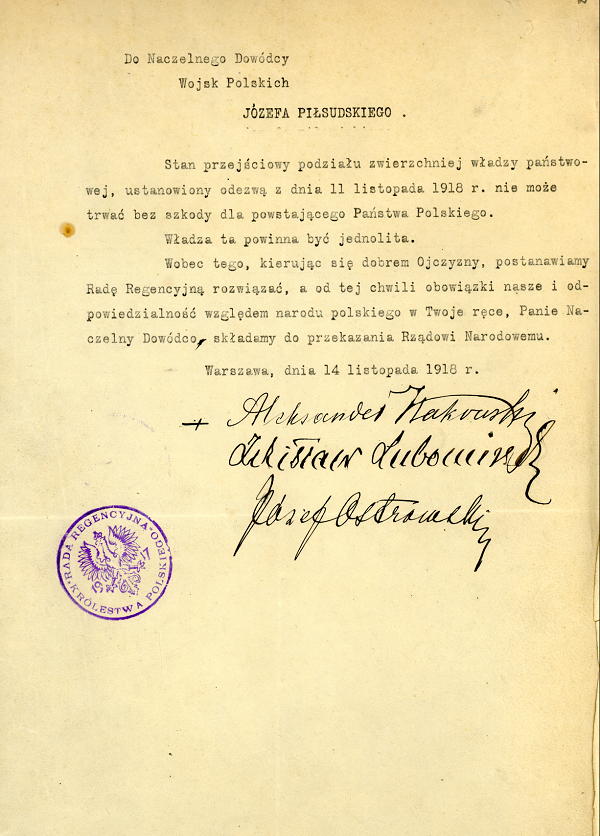 Do Naczelnego Dowódcy
Wojsk Polskich
JÓZEFA PIŁSUDSKIEGO .
Stan przejściowy podziału zwierzchniej władzy państwo-
wej, ustanowiony odezwą z dnia 11 listopada 1918 r. nie może
trwać bez szkody dla powstającego Państwa Polskiego.
Władza ta powinna być jednolita.
Wobec tego, kierując się dobrem Ojczyzny, postanawiamy
Radę Regencyjną rozwiązać, a od tej chwili obowiązki nasze i od-
powiedzialność względem narodu polskiego w Twoje ręce, Panie Na-
czelny Dowódco, składamy do przekazania Rządowi Narodowemu.
Warszawa, dnia 14 listopada 1918 r.
+ Aleksander Kakowski
Zdzisław Lubomirski
Józef Ostrowski
RADA REGENCYJNA
KRÓLESTWA POLSKIEGO
1917